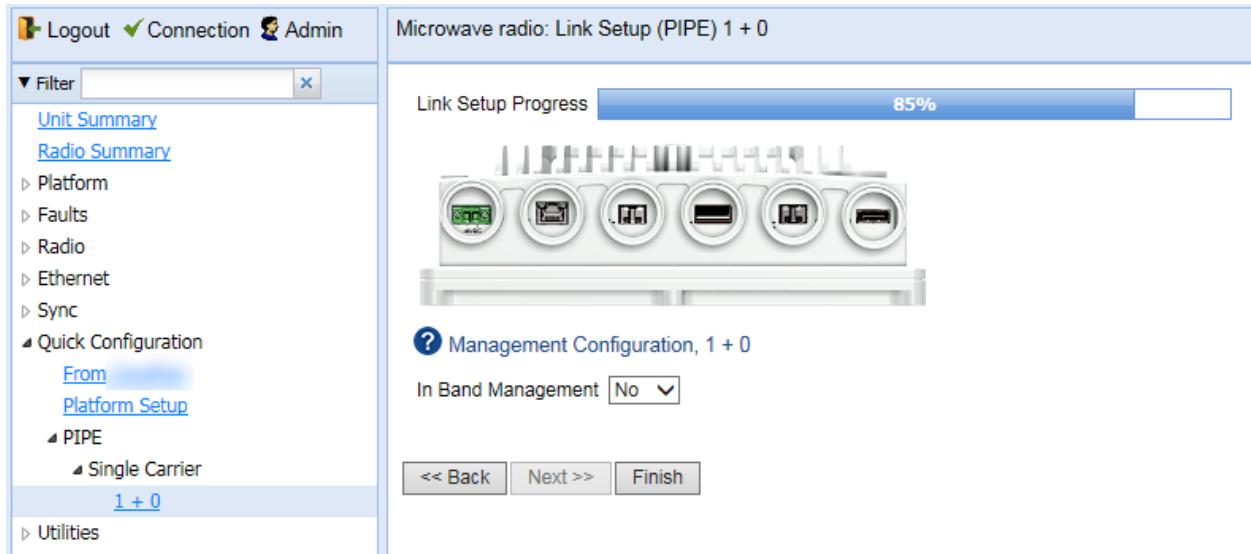 Logout Connection Admin
Microwave radio: Link Setup (PIPE) 1 + 0
Filter
Unit Summary
Radio Summary
Platform
Faults
Radio
Ethernet
Sync
Quick Configuration
From
Platform Setup
PIPE
Single Carrier
1 + 0
Utilities
Link Setup Progress 85%
? Management Configuration, 1 + 0
In Band Management No
<< Back Next >> Finish